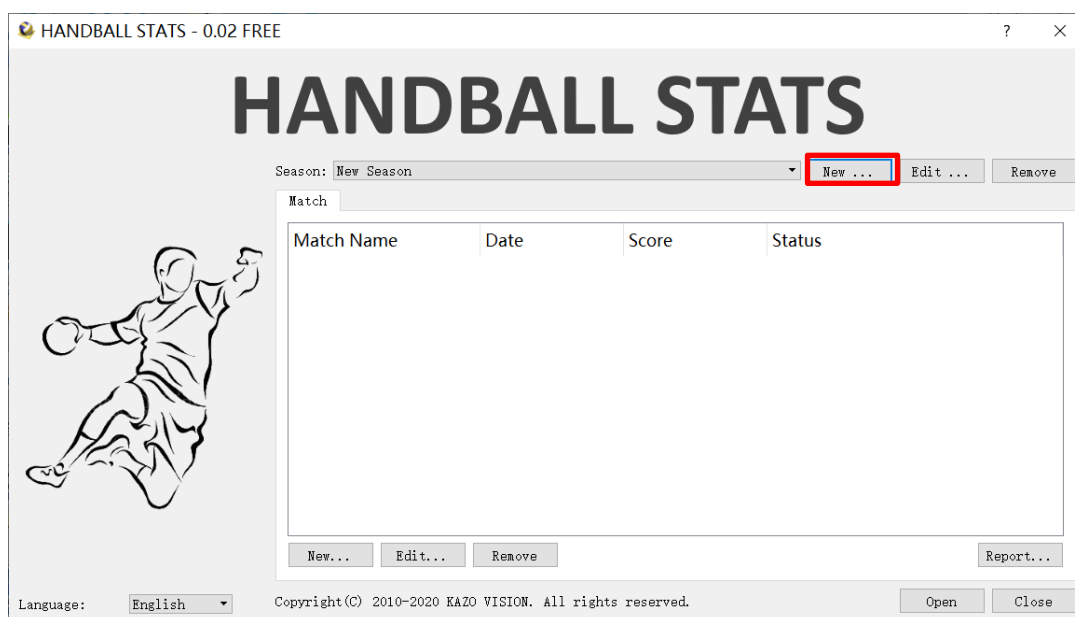 HANDBALL STATS - 0.02 FREE ?
HANDBALL STATS
Season: New Season New ... Edit ... Remove
Match
Match Name Date Score Status
New... Edit... Remove Report...
Language: English Copyright(C) 2010-2020 KAZO VISION. All rights reserved. Open Close